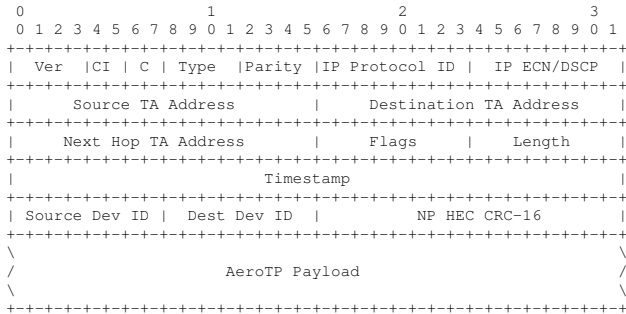 0                   1                   2                   3
0 1 2 3 4 5 6 7 8 9 0 1 2 3 4 5 6 7 8 9 0 1 2 3 4 5 6 7 8 9 0 1
+-+-+-+-+-+-+-+-+-+-+-+-+-+-+-+-+-+-+-+-+-+-+-+-+-+-+-+-+-+-+-+-+
|  Ver  |CI | C | Type  |Parity |IP Protocol ID |  IP ECN/DSCP  |
+-+-+-+-+-+-+-+-+-+-+-+-+-+-+-+-+-+-+-+-+-+-+-+-+-+-+-+-+-+-+-+-+
|     Source TA Address         |    Destination TA Address     |
+-+-+-+-+-+-+-+-+-+-+-+-+-+-+-+-+-+-+-+-+-+-+-+-+-+-+-+-+-+-+-+-+
|    Next Hop TA Address        |     Flags     |    Length     |
+-+-+-+-+-+-+-+-+-+-+-+-+-+-+-+-+-+-+-+-+-+-+-+-+-+-+-+-+-+-+-+-+
|                          Timestamp                            |
+-+-+-+-+-+-+-+-+-+-+-+-+-+-+-+-+-+-+-+-+-+-+-+-+-+-+-+-+-+-+-+-+
| Source Dev ID |  Dest Dev ID  |         NP HEC CRC-16         |
+-+-+-+-+-+-+-+-+-+-+-+-+-+-+-+-+-+-+-+-+-+-+-+-+-+-+-+-+-+-+-+-+
\                                                               \
/                      AeroTP Payload                           /
\                                                               \
+-+-+-+-+-+-+-+-+-+-+-+-+-+-+-+-+-+-+-+-+-+-+-+-+-+-+-+-+-+-+-+-+